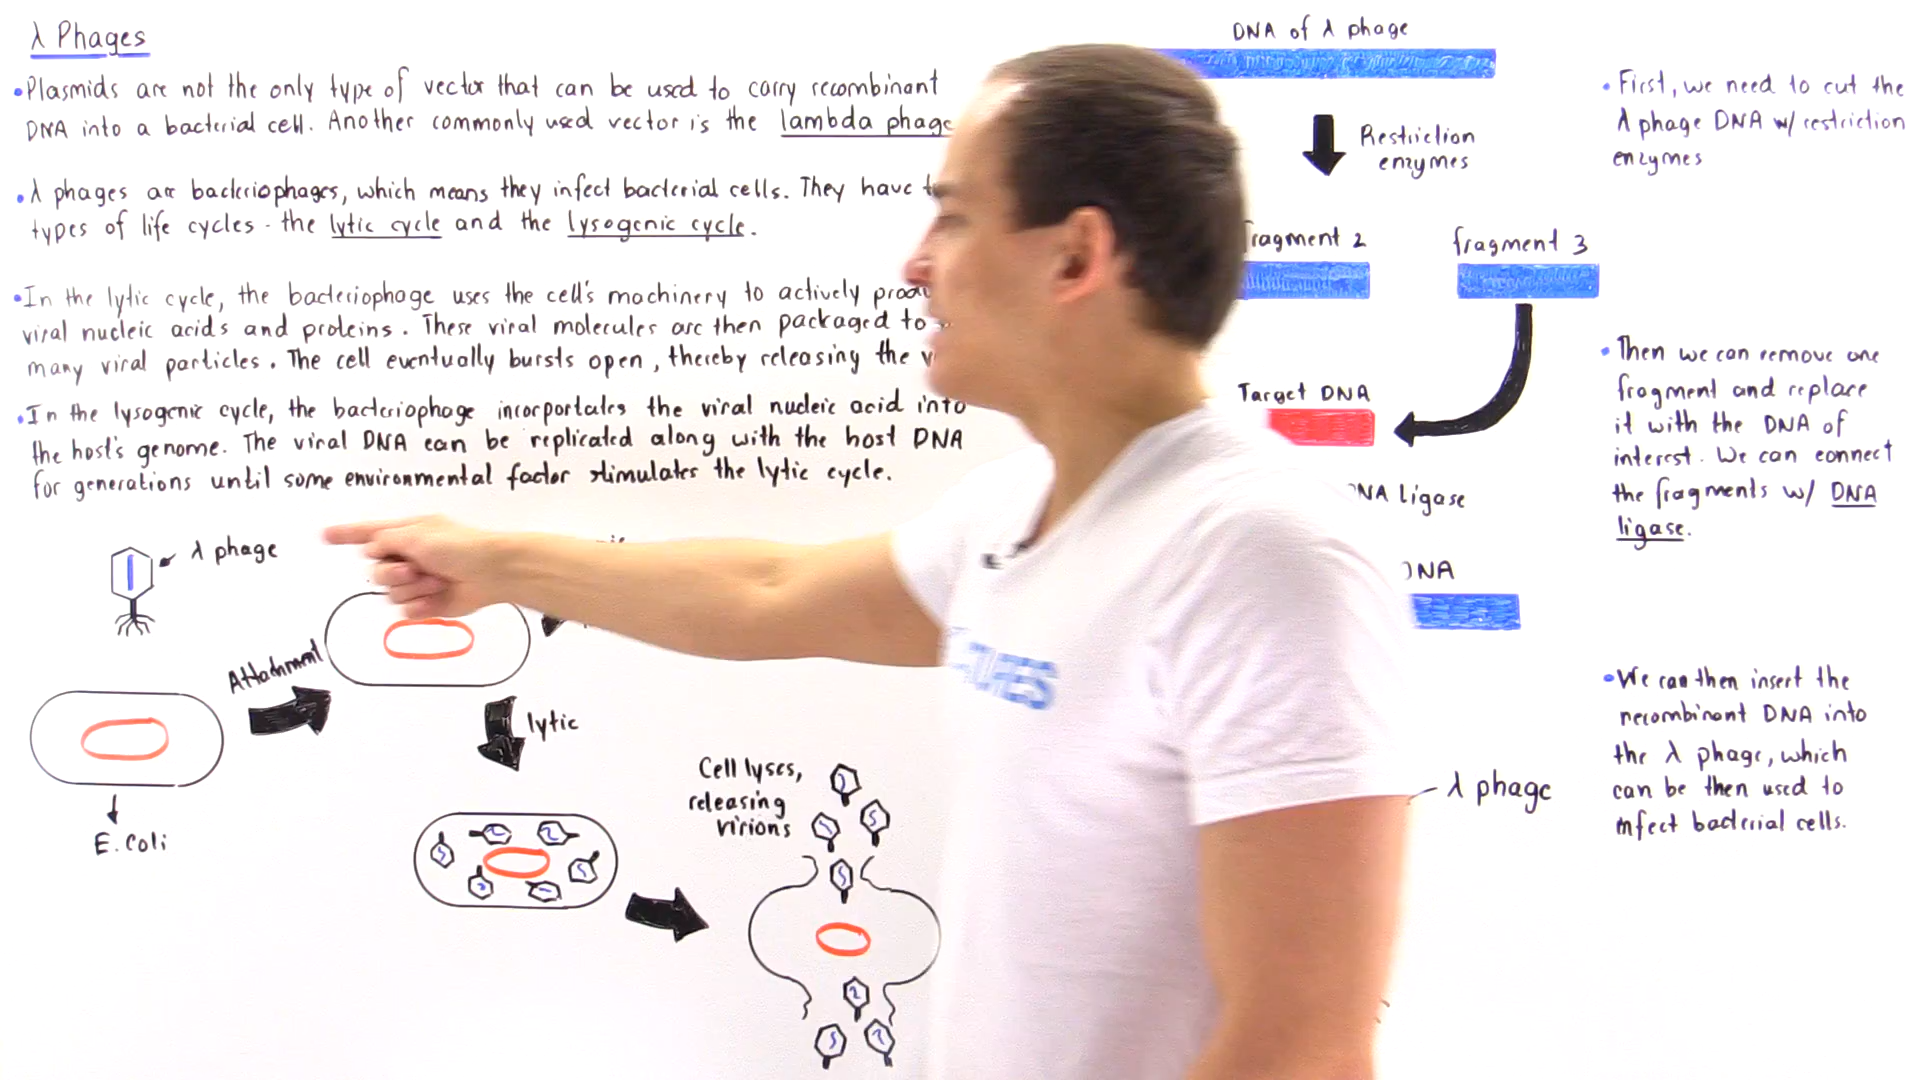 λ Phages
•Plasmids are not the only type of vector that can be used to carry recombinant
DNA into a bacterial cell. Another commonly used vector is the lambda phage
•λ phages are bacteriophages, which means they infect bacterial cells. They have
types of life cycles - the lytic cycle and the lysogenic cycle.
•In the lytic cycle, the bacteriophage uses the cell's machinery to actively
viral nucleic acids and proteins. These viral molecules are then packaged to
many viral particles. The cell eventually bursts open, thereby releasing the
•In the lysogenic cycle, the bacteriophage incorportates the viral nucleic acid into
the host's genome. The viral DNA can be replicated along with the host DNA
for generations until some environmental factor stimulates the lytic cycle.
λ phage
Attachment
E. Coli
lytic
Cell lyses,
releasing
virions
DNA of λ phage
Restriction
enzymes
fragment 2
fragment 3
Target DNA
DNA ligase
DNA
λ phage
•First, we need to cut the
λ phage DNA w/ restriction
enzymes
•Then we can remove one
fragment and replace
it with the DNA of
interest. We can connect
the fragments w/ DNA
ligase.
•We can then insert the
recombinant DNA into
the λ phage, which
can be then used to
infect bacterial cells.